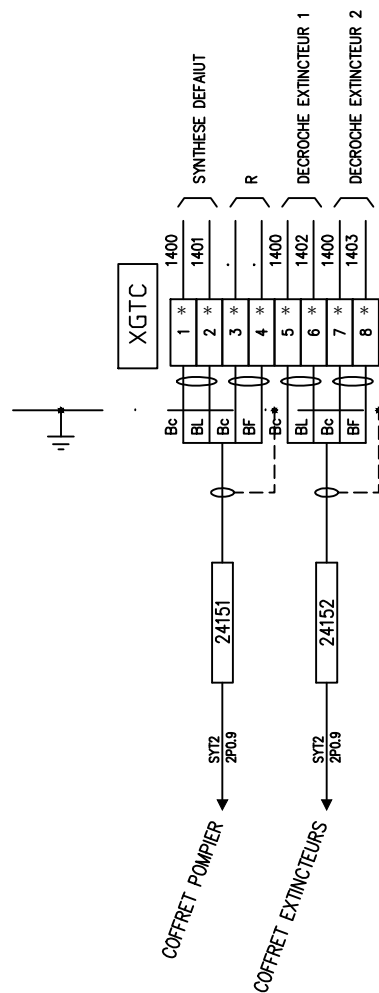 SYNTHESE DEFAIUT
R
DECROCHE EXTINCTEUR 1
DECROCHE EXTINCTEUR 2
1400
1401
.
.
1400
1402
1400
1403
XGTC
1 *
2 *
3 *
4 *
5 *
6 *
7 *
8 *
Bc
BL
Bc
BF
Bc
BL
Bc
BF
24151
24152
SYT2
2P0.9
SYT2
2P0.9
COFFRET POMPIER
COFFRET EXTINCTEURS